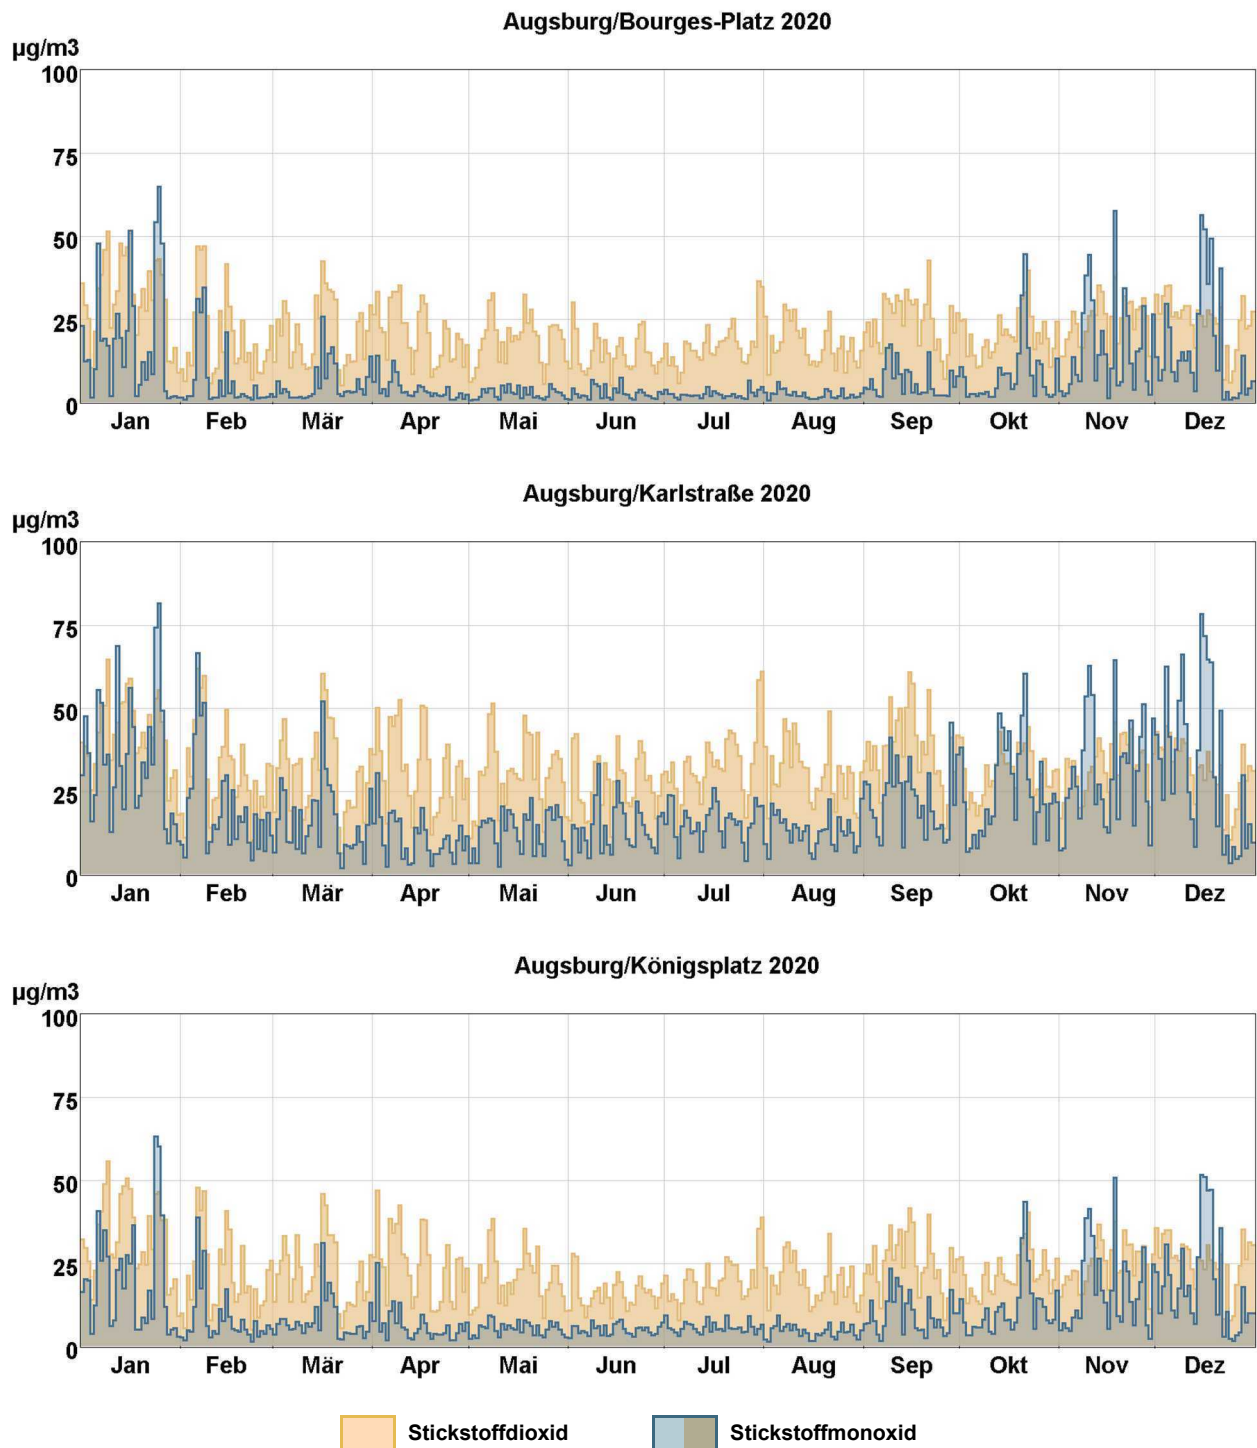 Augsburg/Bourges-Platz 2020
µg/m3
100
75
50
25
0
Jan Feb Mär Apr Mai Jun Jul Aug Sep Okt Nov Dez
Augsburg/Karlstraße 2020
µg/m3
100
75
50
25
0
Jan Feb Mär Apr Mai Jun Jul Aug Sep Okt Nov Dez
Augsburg/Königsplatz 2020
µg/m3
100
75
50
25
0
Jan Feb Mär Apr Mai Jun Jul Aug Sep Okt Nov Dez
Stickstoffdioxid Stickstoffmonoxid